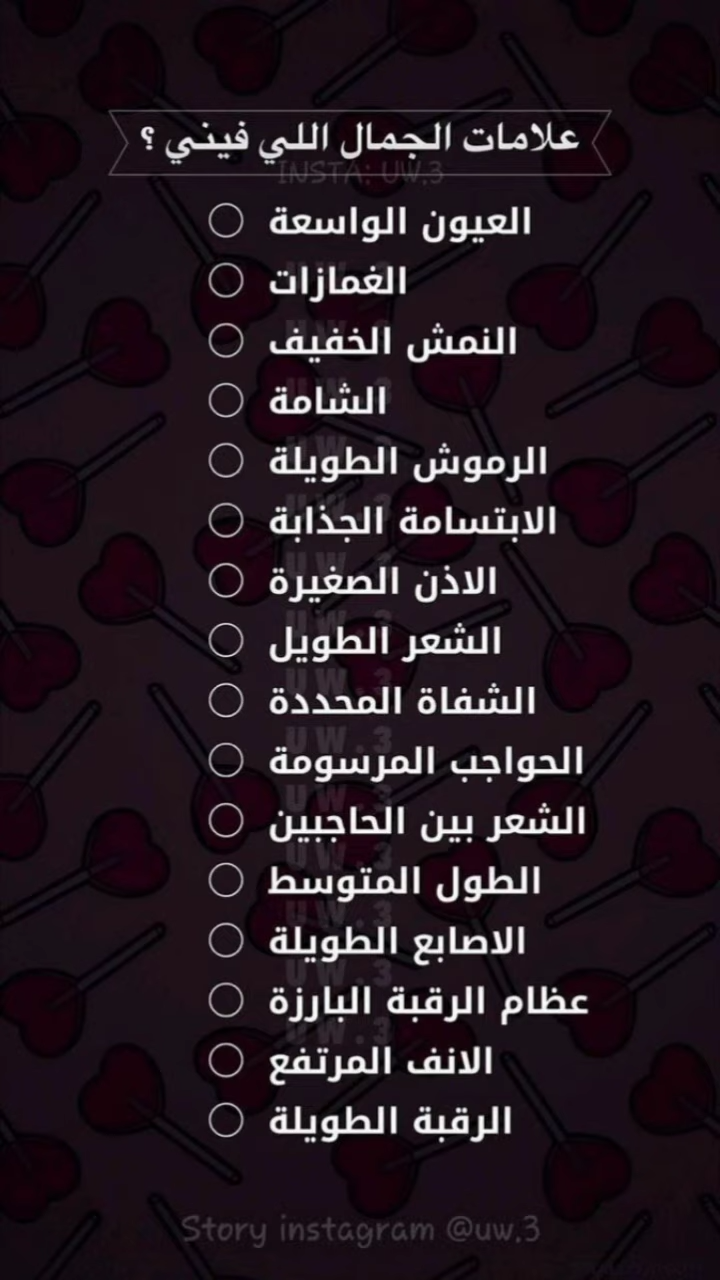 علامات الجمال اللي فيني ؟
INSTA: UW.3
العيون الواسعة
الغمازات
النمش الخفيف
الشامة
الرموش الطويلة
الابتسامة الجذابة
الاذن الصغيرة
الشعر الطويل
الشفاة المحددة
الحواجب المرسومة
الشعر بين الحاجبين
الطول المتوسط
الاصابع الطويلة
عظام الرقبة البارزة
الانف المرتفع
الرقبة الطويلة
Story instagram @uw.3